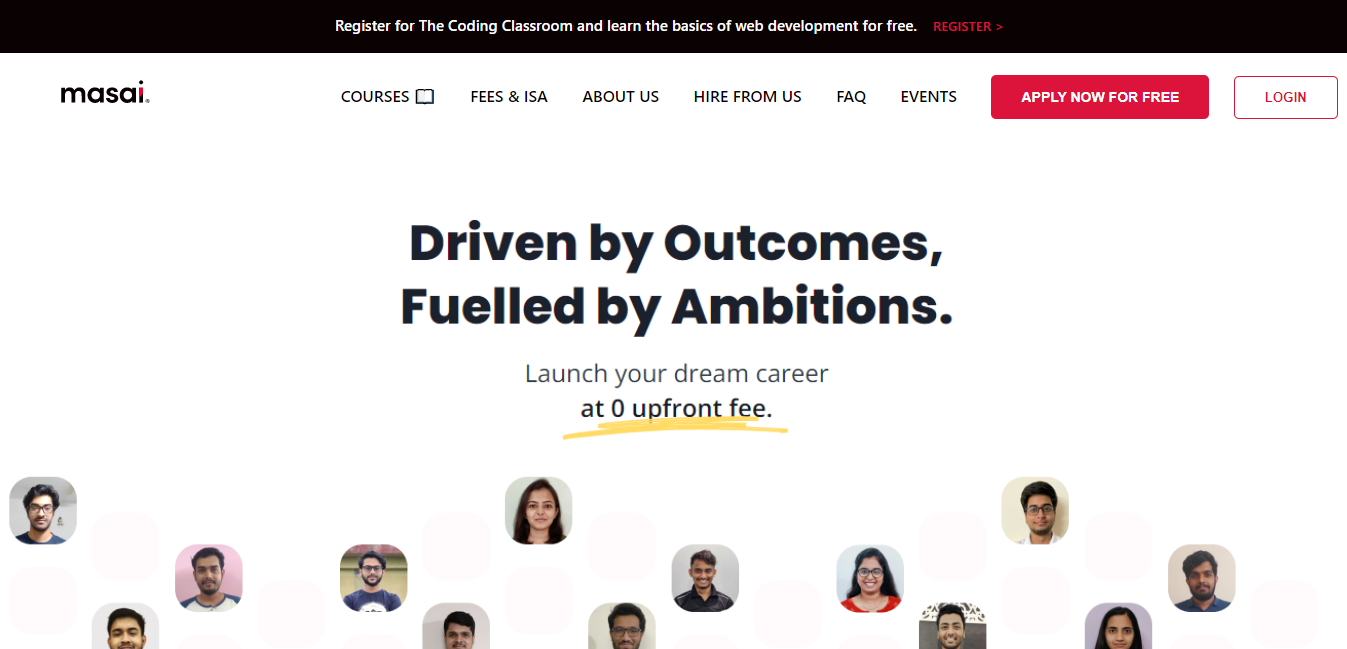 Register for The Coding Classroom and learn the basics of web development for free. REGISTER >
masai.
COURSES FEES & ISA ABOUT US HIRE FROM US FAQ EVENTS APPLY NOW FOR FREE LOGIN
Driven by Outcomes,
Fuelled by Ambitions.
Launch your dream career
at 0 upfront fee.